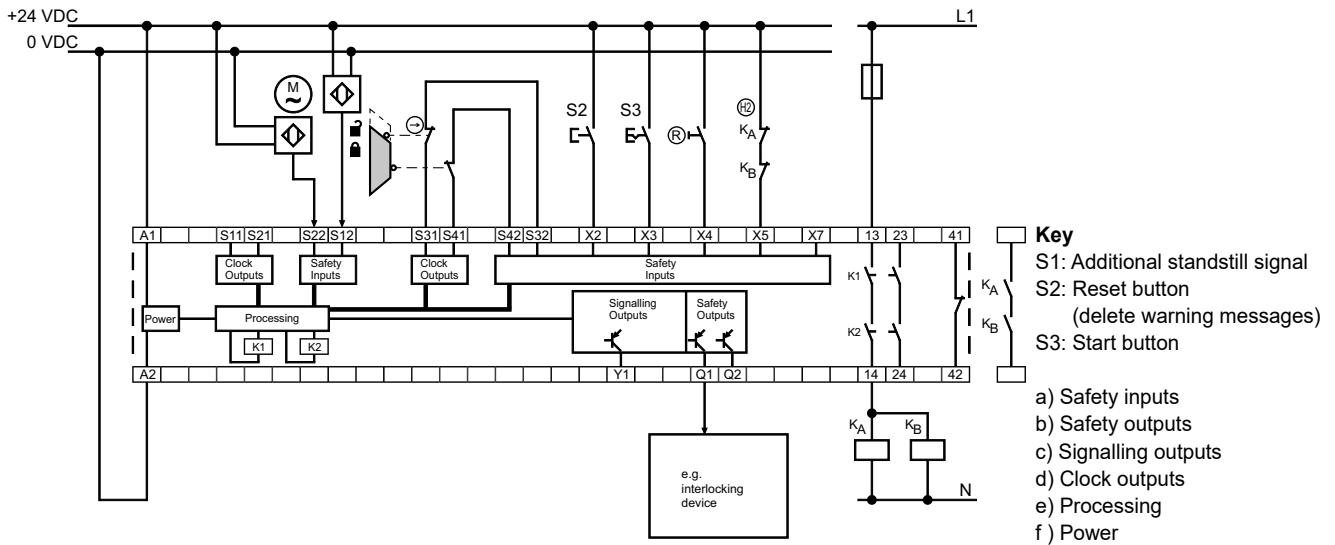 +24 VDC
L1
0 VDC
M
~
S2
S3
R
H2
KA
KB
A1 S11 S21 S22 S12 S31 S41 S42 S32 X2 X3 X4 X5 X7 13 23 41
Clock
Outputs
Safety
Inputs
Clock
Outputs
Safety
Inputs
K1
K2
Power
Processing
K1
K2
Signalling
Outputs
Safety
Outputs
A2 Y1 Q1 Q2 14 24 42
KA
KB
e.g.
interlocking
device
N
KA
KB
Key
S1: Additional standstill signal
S2: Reset button
(delete warning messages)
S3: Start button
a) Safety inputs
b) Safety outputs
c) Signalling outputs
d) Clock outputs
e) Processing
f ) Power